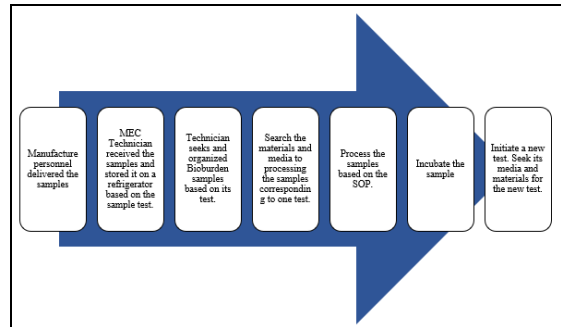 Manufacture
personnel
delivered the
samples
MEC
Technician
received the
samples and
stored it on a
refrigerator
based on the
sample test.
Technician
seeks and
organized
Bioburden
samples
based on its
test.
Search the
materials and
media to
processing
the samples
correspondin
g to one test.
Process the
samples
based on the
SOP.
Incubate the
sample
Initiate a new
test. Seek its
media and
materials for
the new test.